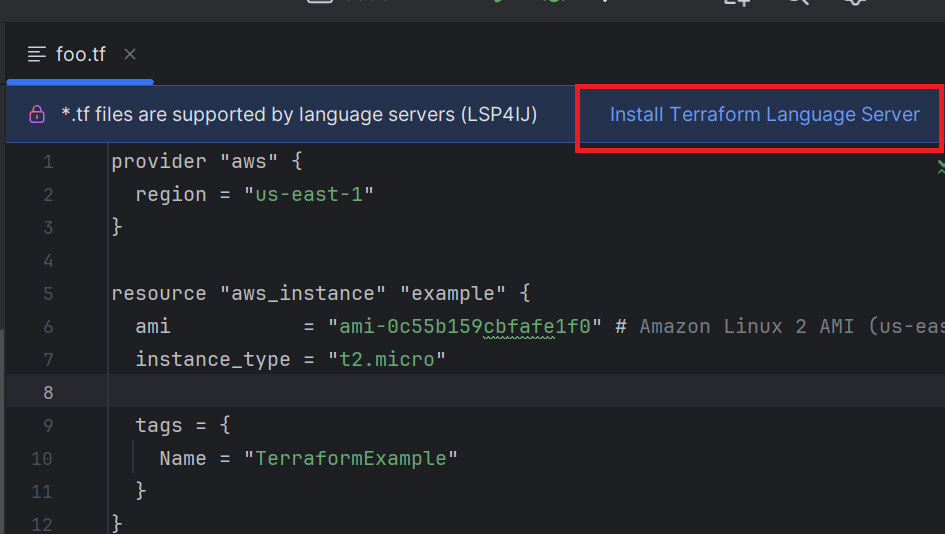 foo.tf
*.tf files are supported by language servers (LSP4IJ) Install Terraform Language Server
1 provider "aws" {
2   region = "us-east-1"
3 }
4
5 resource "aws_instance" "example" {
6   ami           = "ami-0c55b159cbfafe1f0" # Amazon Linux 2 AMI (us-eas
7   instance_type = "t2.micro"
8
9   tags = {
10     Name = "TerraformExample"
11   }
12 }